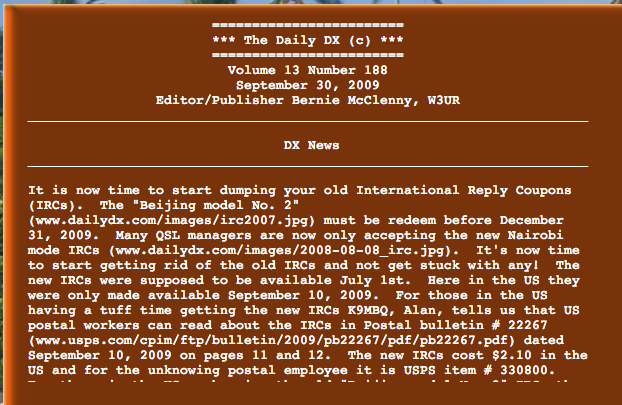 ========================
*** The Daily DX (c) ***
========================
Volume 13 Number 188
September 30, 2009
Editor/Publisher Bernie McClenny, W3UR
DX News
It is now time to start dumping your old International Reply Coupons
(IRCs).  The "Beijing model No. 2"
(www.dailydx.com/images/irc2007.jpg) must be redeem before December
31, 2009.  Many QSL managers are now only accepting the new Nairobi
mode IRCs (www.dailydx.com/images/2008-08-08_irc.jpg).  It's now time
to start getting rid of the old IRCs and not get stuck with any!  The
new IRCs were supposed to be available July 1st.  Here in the US they
were only made available September 10, 2009.  For those in the US
having a tuff time getting the new IRCs K9MBQ, Alan, tells us that US
postal workers can read about the IRCs in Postal bulletin # 22267
(www.usps.com/cpim/ftp/bulletin/2009/pb22267/pdf/pb22267.pdf) dated
September 10, 2009 on pages 11 and 12.  The new IRCs cost $2.10 in the
US and for the unknowing postal employee it is USPS item # 330800.